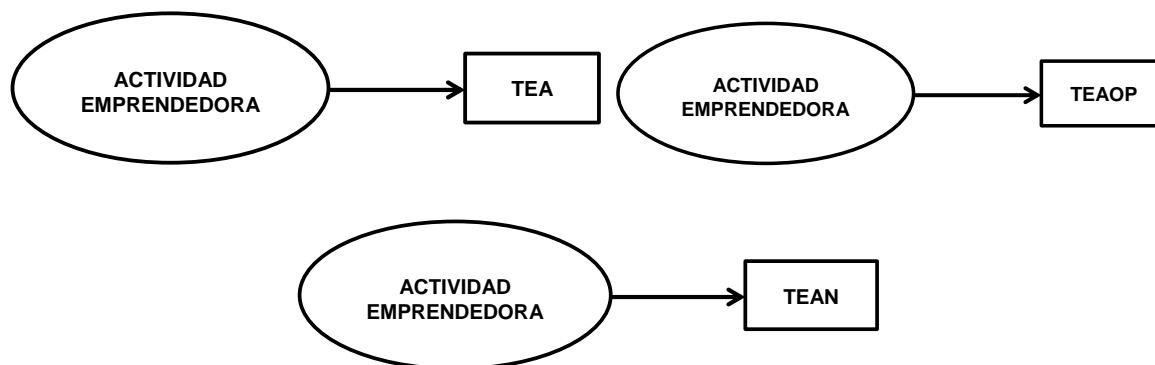 ACTIVIDAD
EMPRENDEDORA
TEA
ACTIVIDAD
EMPRENDEDORA
TEAOP
ACTIVIDAD
EMPRENDEDORA
TEAN